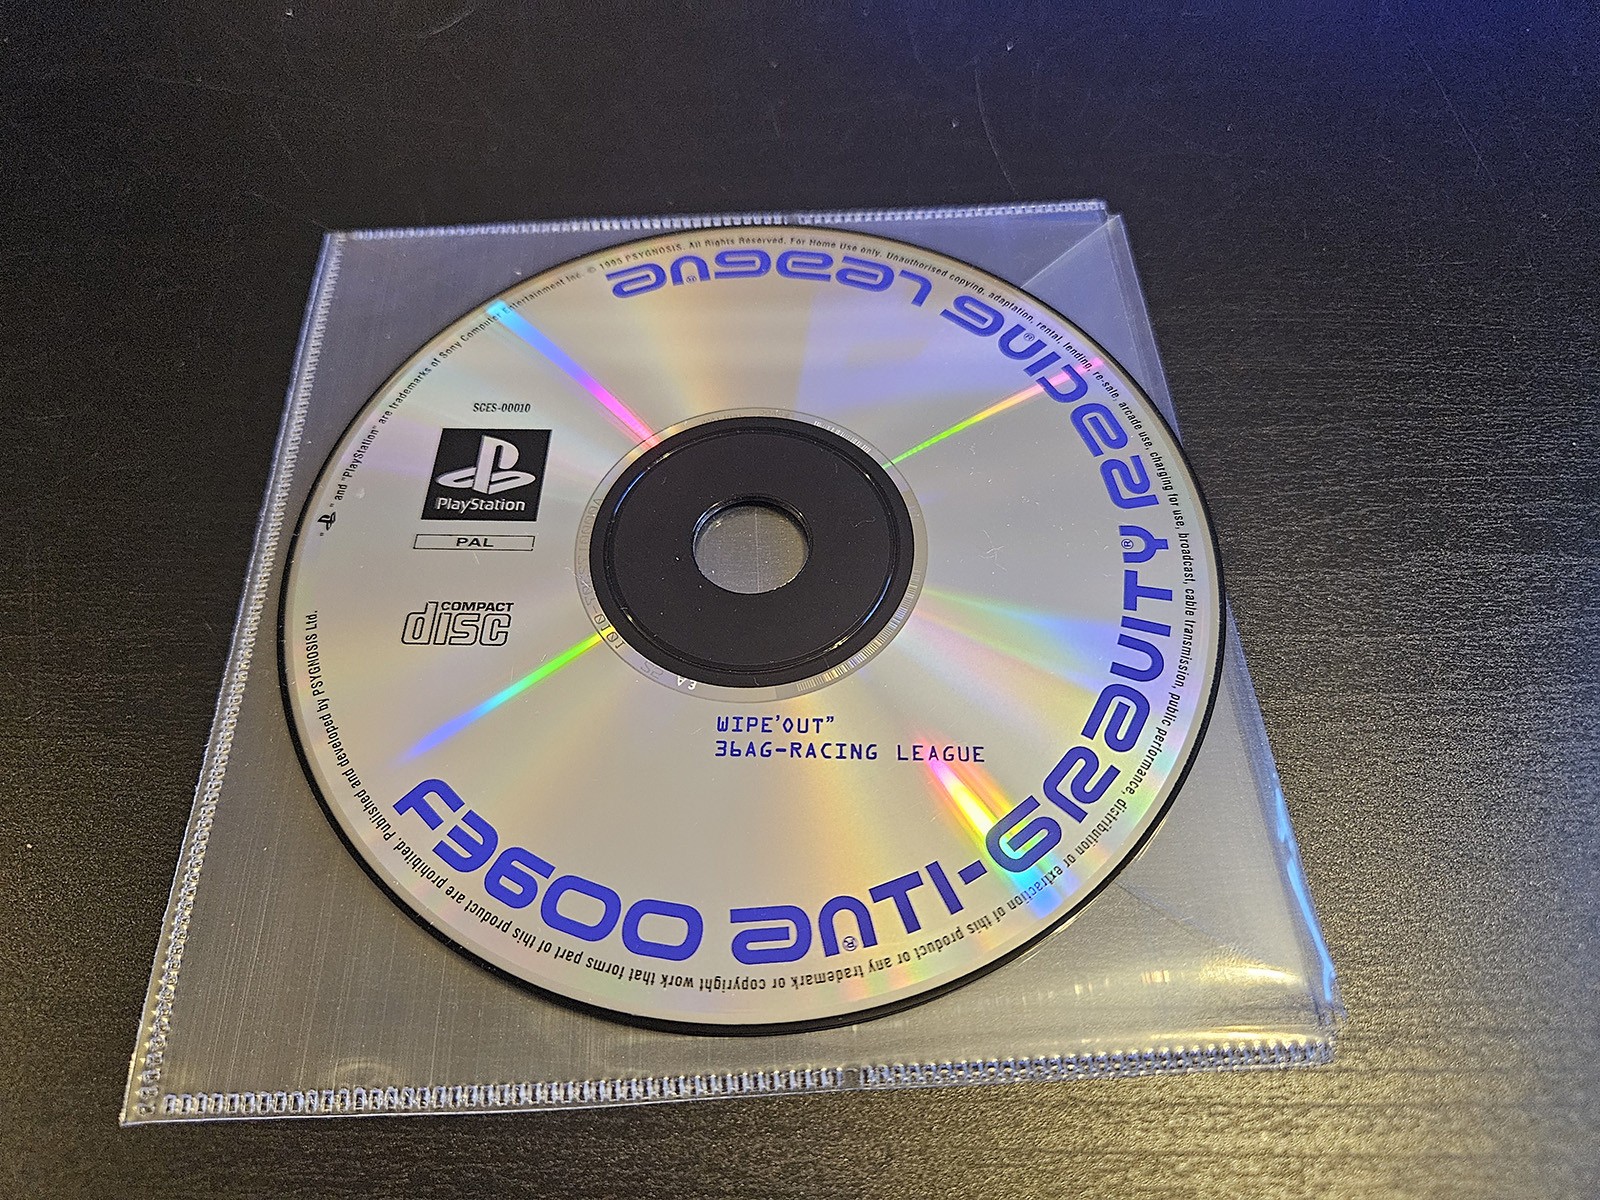 SCES-00010
PlayStation
PAL
COMPACT
disc
WIPE'OUT"
36AG-RACING LEAGUE
F3600 ANTI-GRAVITY RACING LEAGUE
® ® ® ®
" and "PlayStation" are trademarks of Sony Computer Entertainment Inc. © 1995 PSYGNOSIS. All Rights Reserved. For Home Use only. Unauthorised copying, adaptation, rental, lending, re-sale, arcade use, charging for use, broadcast, cable transmission, public performance, distribution or extraction of this product or any trademark or copyright work that forms part of this product are prohibited. Published and developed by PSYGNOSIS Ltd.